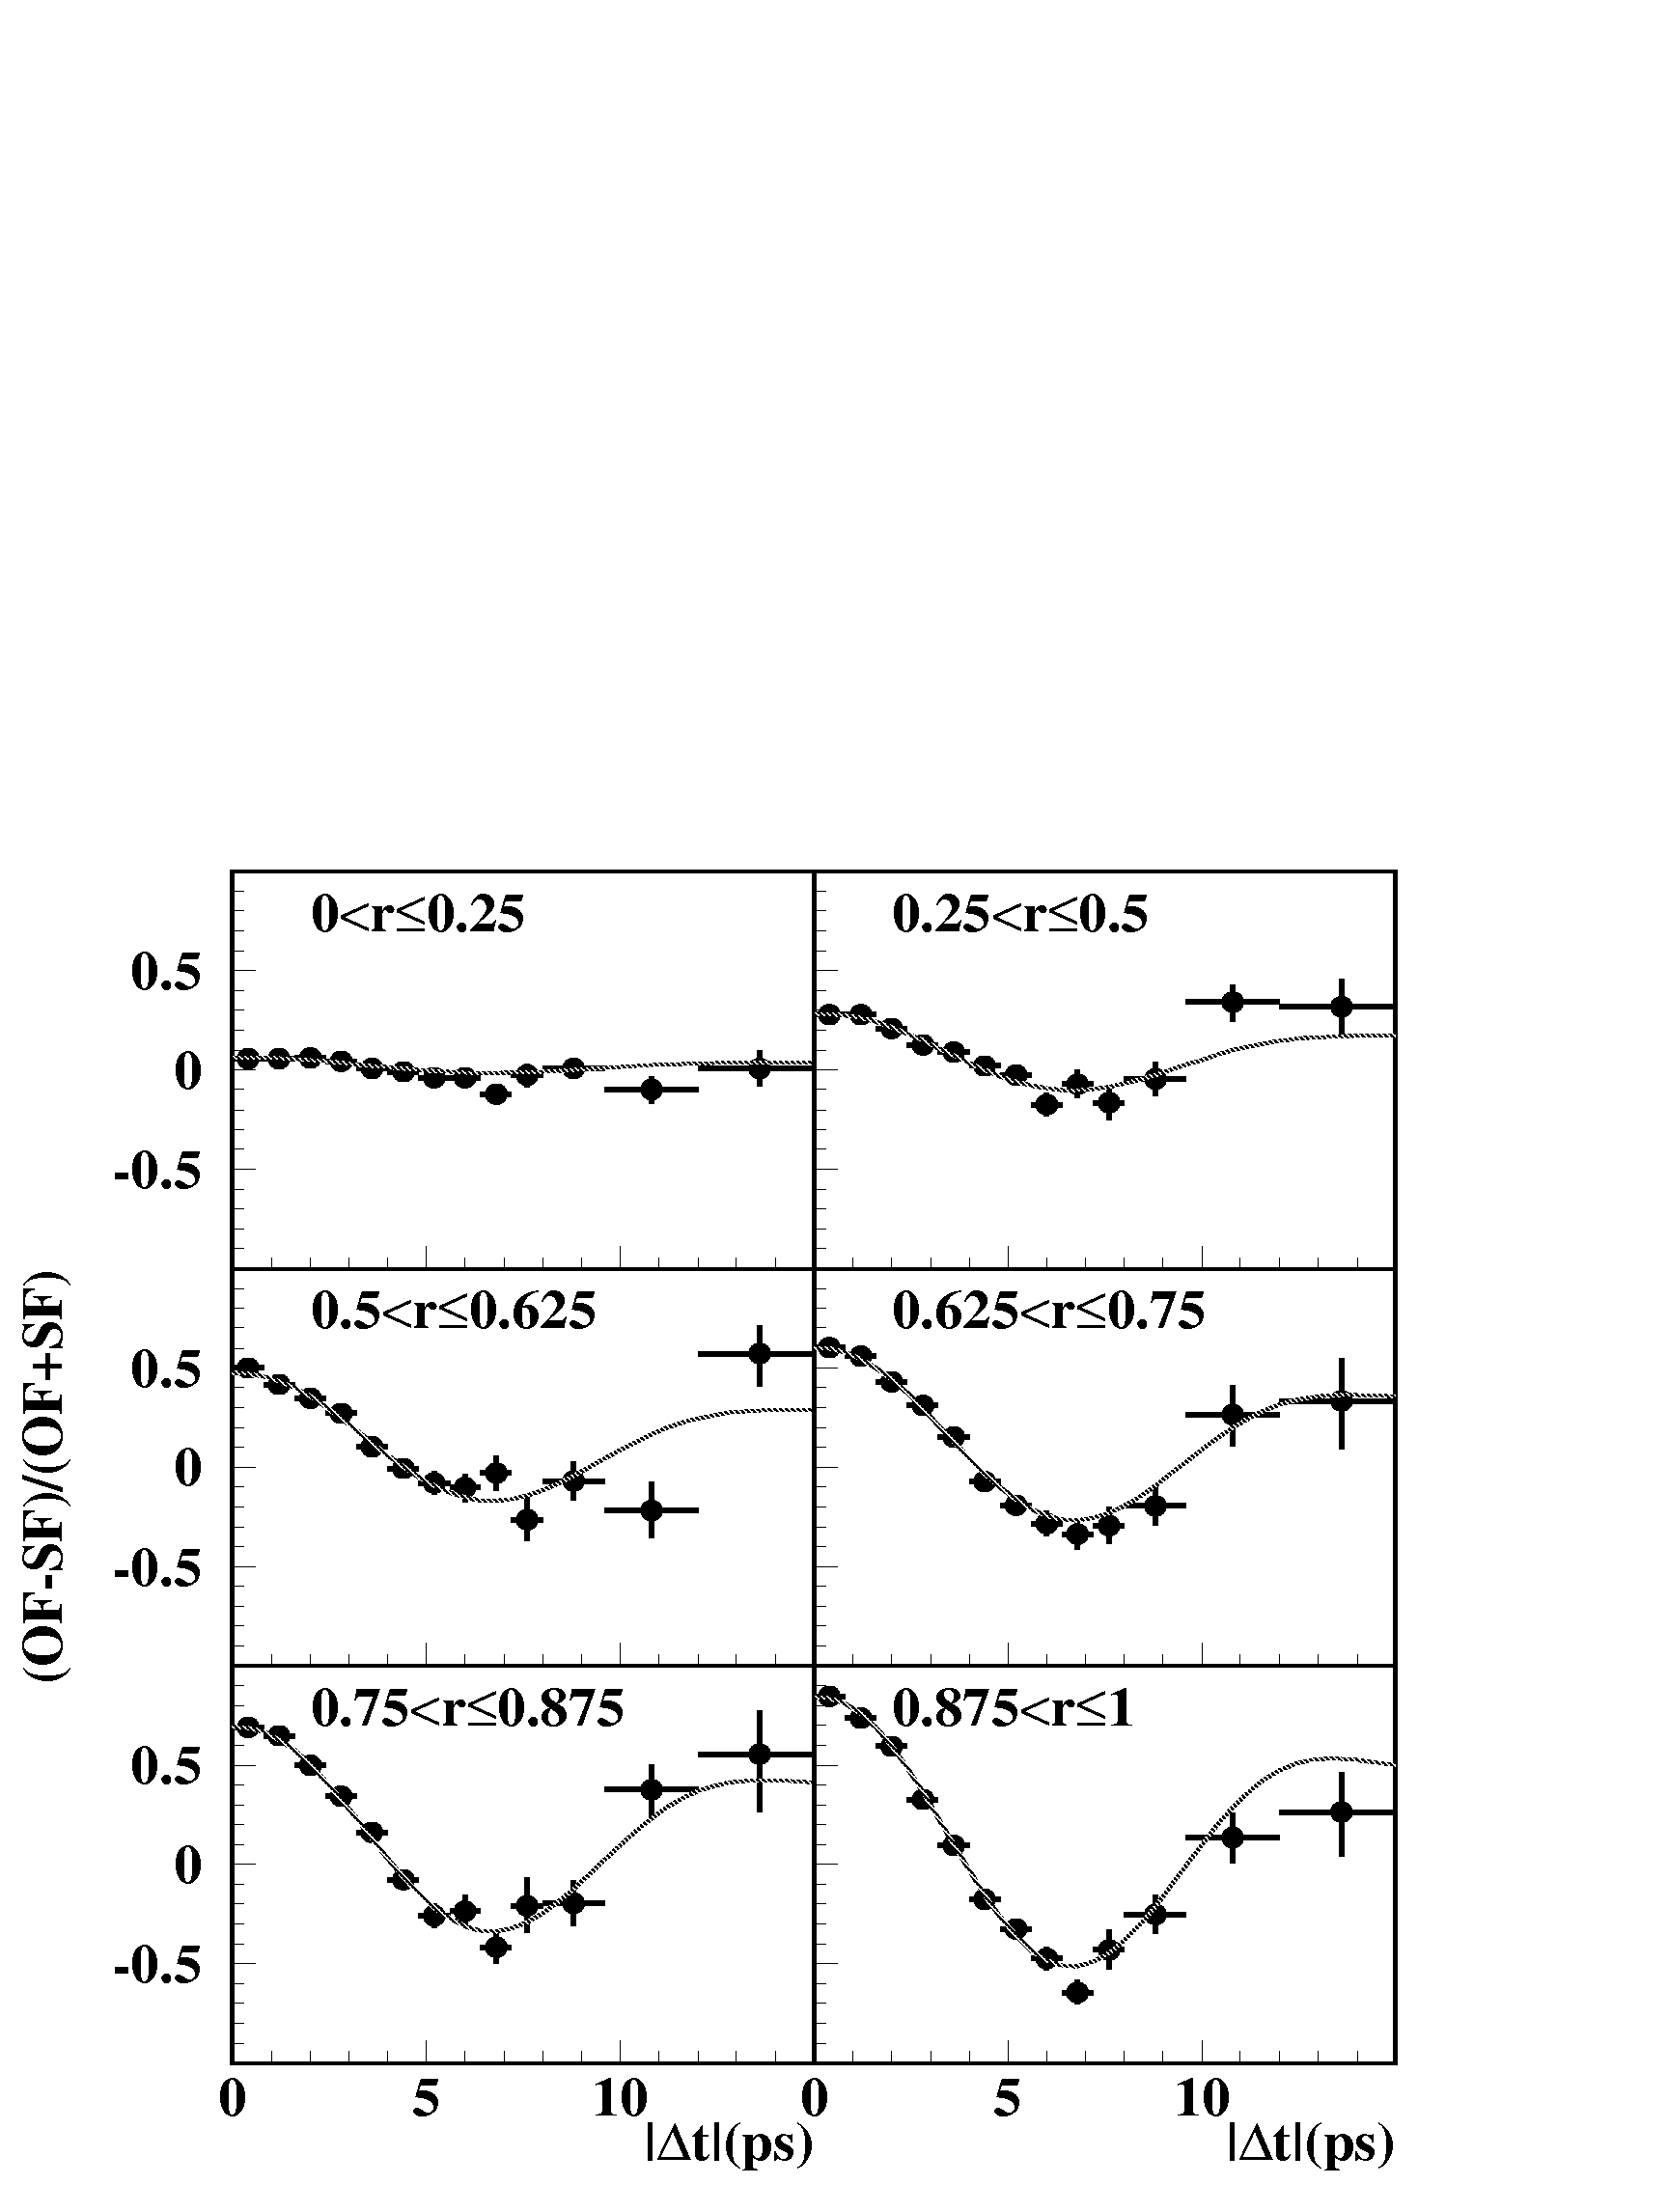 0<r≤0.25
0.25<r≤0.5
0.5
0
-0.5
0.5<r≤0.625
0.625<r≤0.75
0.5
0
-0.5
(OF-SF)/(OF+SF)
0.75<r≤0.875
0.875<r≤1
0.5
0
-0.5
0 5 10 0 5 10
|Δt|(ps) |Δt|(ps)